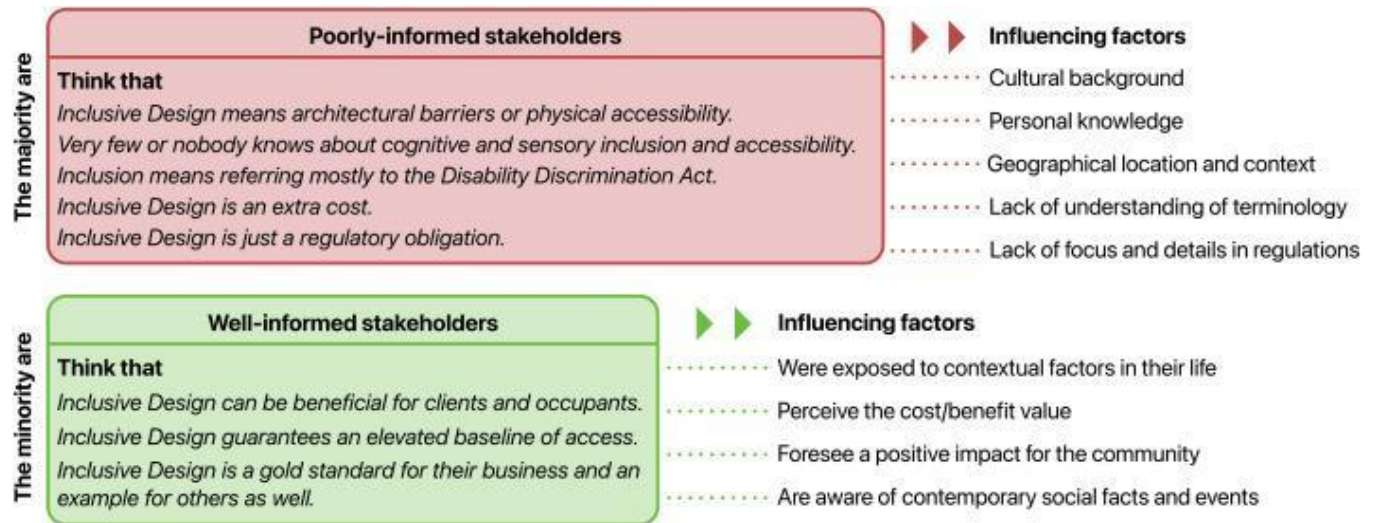 The majority are
Poorly-informed stakeholders
Think that
Inclusive Design means architectural barriers or physical accessibility.
Very few or nobody knows about cognitive and sensory inclusion and accessibility.
Inclusion means referring mostly to the Disability Discrimination Act.
Inclusive Design is an extra cost.
Inclusive Design is just a regulatory obligation.
Influencing factors
Cultural background
Personal knowledge
Geographical location and context
Lack of understanding of terminology
Lack of focus and details in regulations
The minority are
Well-informed stakeholders
Think that
Inclusive Design can be beneficial for clients and occupants.
Inclusive Design guarantees an elevated baseline of access.
Inclusive Design is a gold standard for their business and an
example for others as well.
Influencing factors
Were exposed to contextual factors in their life
Perceive the cost/benefit value
Foresee a positive impact for the community
Are aware of contemporary social facts and events